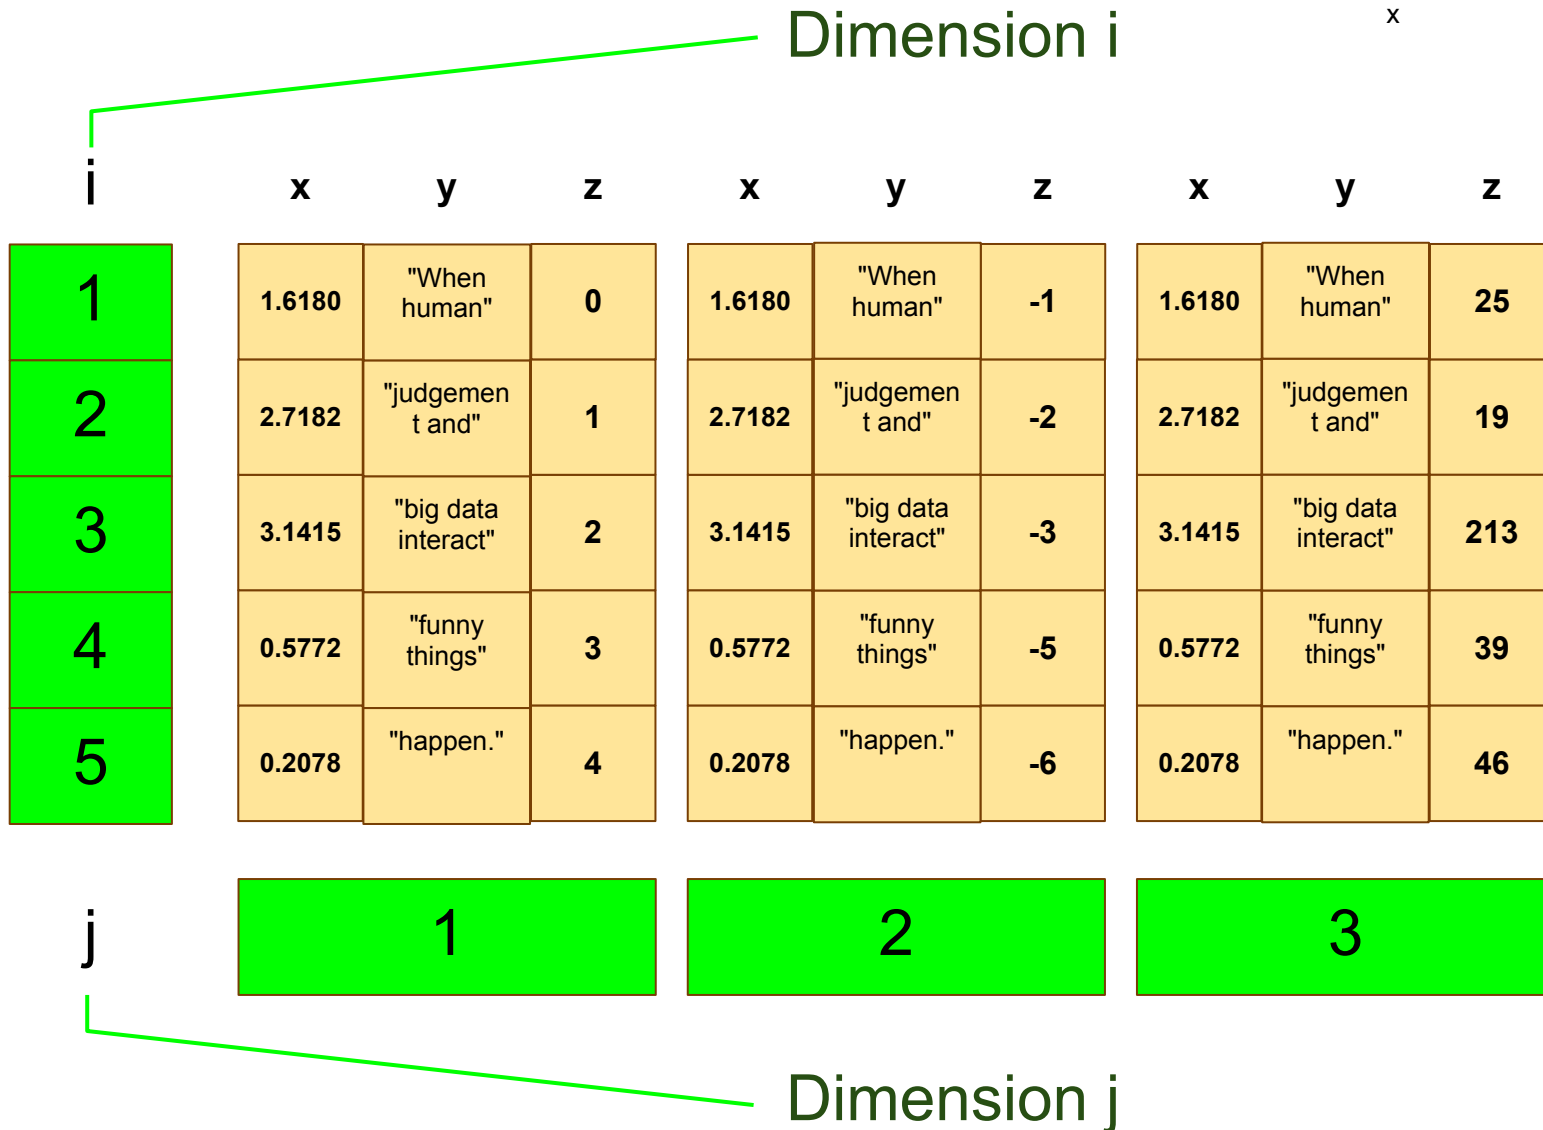 Dimension i
x
i x y z x y z x y z
1 1.6180 "When human" 0 1.6180 "When human" -1 1.6180 "When human" 25
2 2.7182 "judgemen t and" 1 2.7182 "judgemen t and" -2 2.7182 "judgemen t and" 19
3 3.1415 "big data interact" 2 3.1415 "big data interact" -3 3.1415 "big data interact" 213
4 0.5772 "funny things" 3 0.5772 "funny things" -5 0.5772 "funny things" 39
5 0.2078 "happen." 4 0.2078 "happen." -6 0.2078 "happen." 46
j 1 2 3
Dimension j